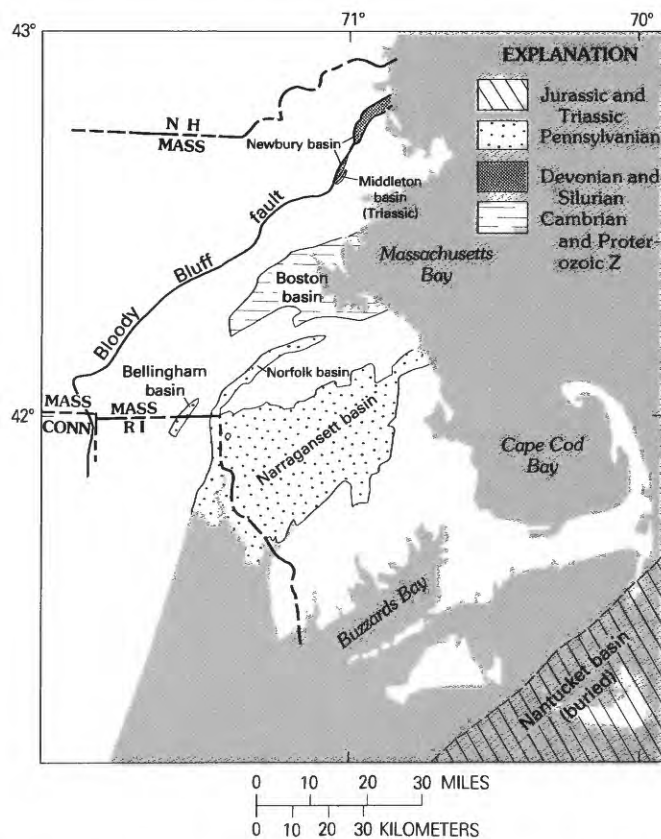 43°
71°
70°
EXPLANATION
Jurassic and
Triassic
Pennsylvanian
Devonian and
Silurian
Cambrian
and Proter-
ozoic Z
N H
MASS
Newbury basin
Middleton
basin
(Triassic)
Bloody Bluff fault
Massachusetts
Bay
Boston
basin
Bellingham
basin
Norfolk basin
MASS
CONN
MASS
R I
42°
Narragansett basin
Cape Cod
Bay
Buzzards Bay
Nantucket basin
(buried)
0 10 20 30 MILES
0 10 20 30 KILOMETERS